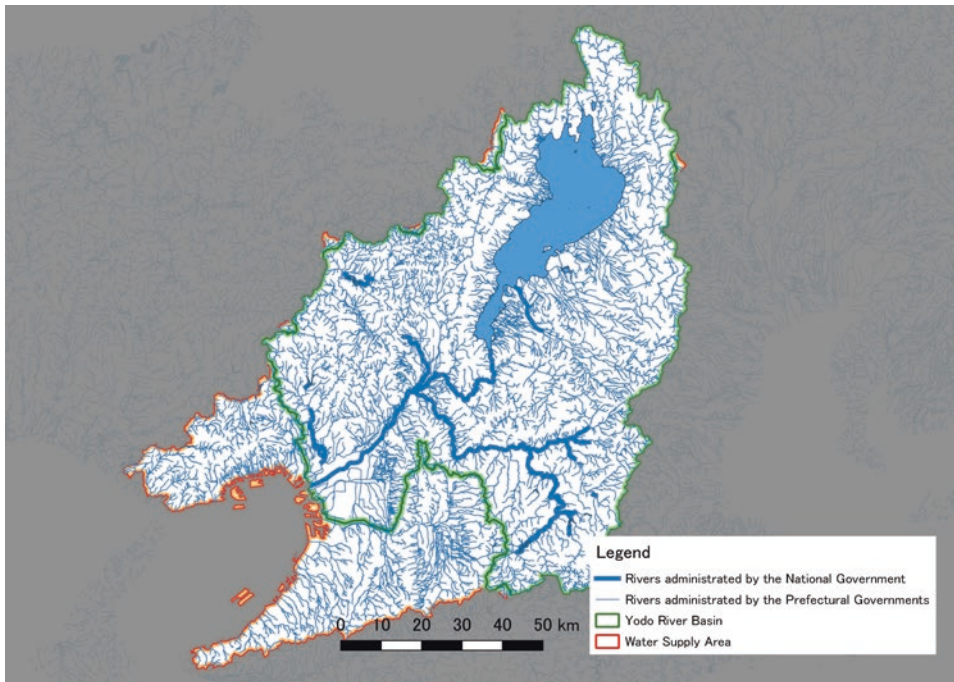 Legend
Rivers administrated by the National Government
Rivers administrated by the Prefectural Governments
Yodo River Basin
Water Supply Area
0 10 20 30 40 50 km